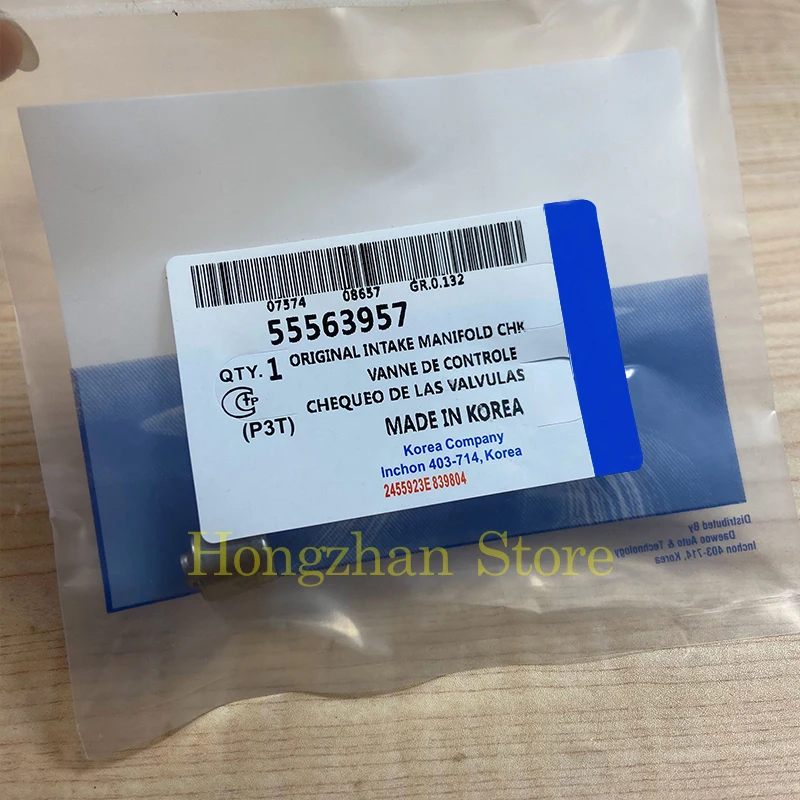 07574 08657 GR.0.132
55563957
ORIGINAL INTAKE MANIFOLD CHK
QTY. 1
VANNE DE CONTROLE
CHEQUEO DE LAS VALVULAS
(P3T)
MADE IN KOREA
Korea Company
Inchon 403-714, Korea
2455923E 839804
Distributed By
Daewoo Auto & Technology
Inchon 403-714, Korea
Hongzhan Store